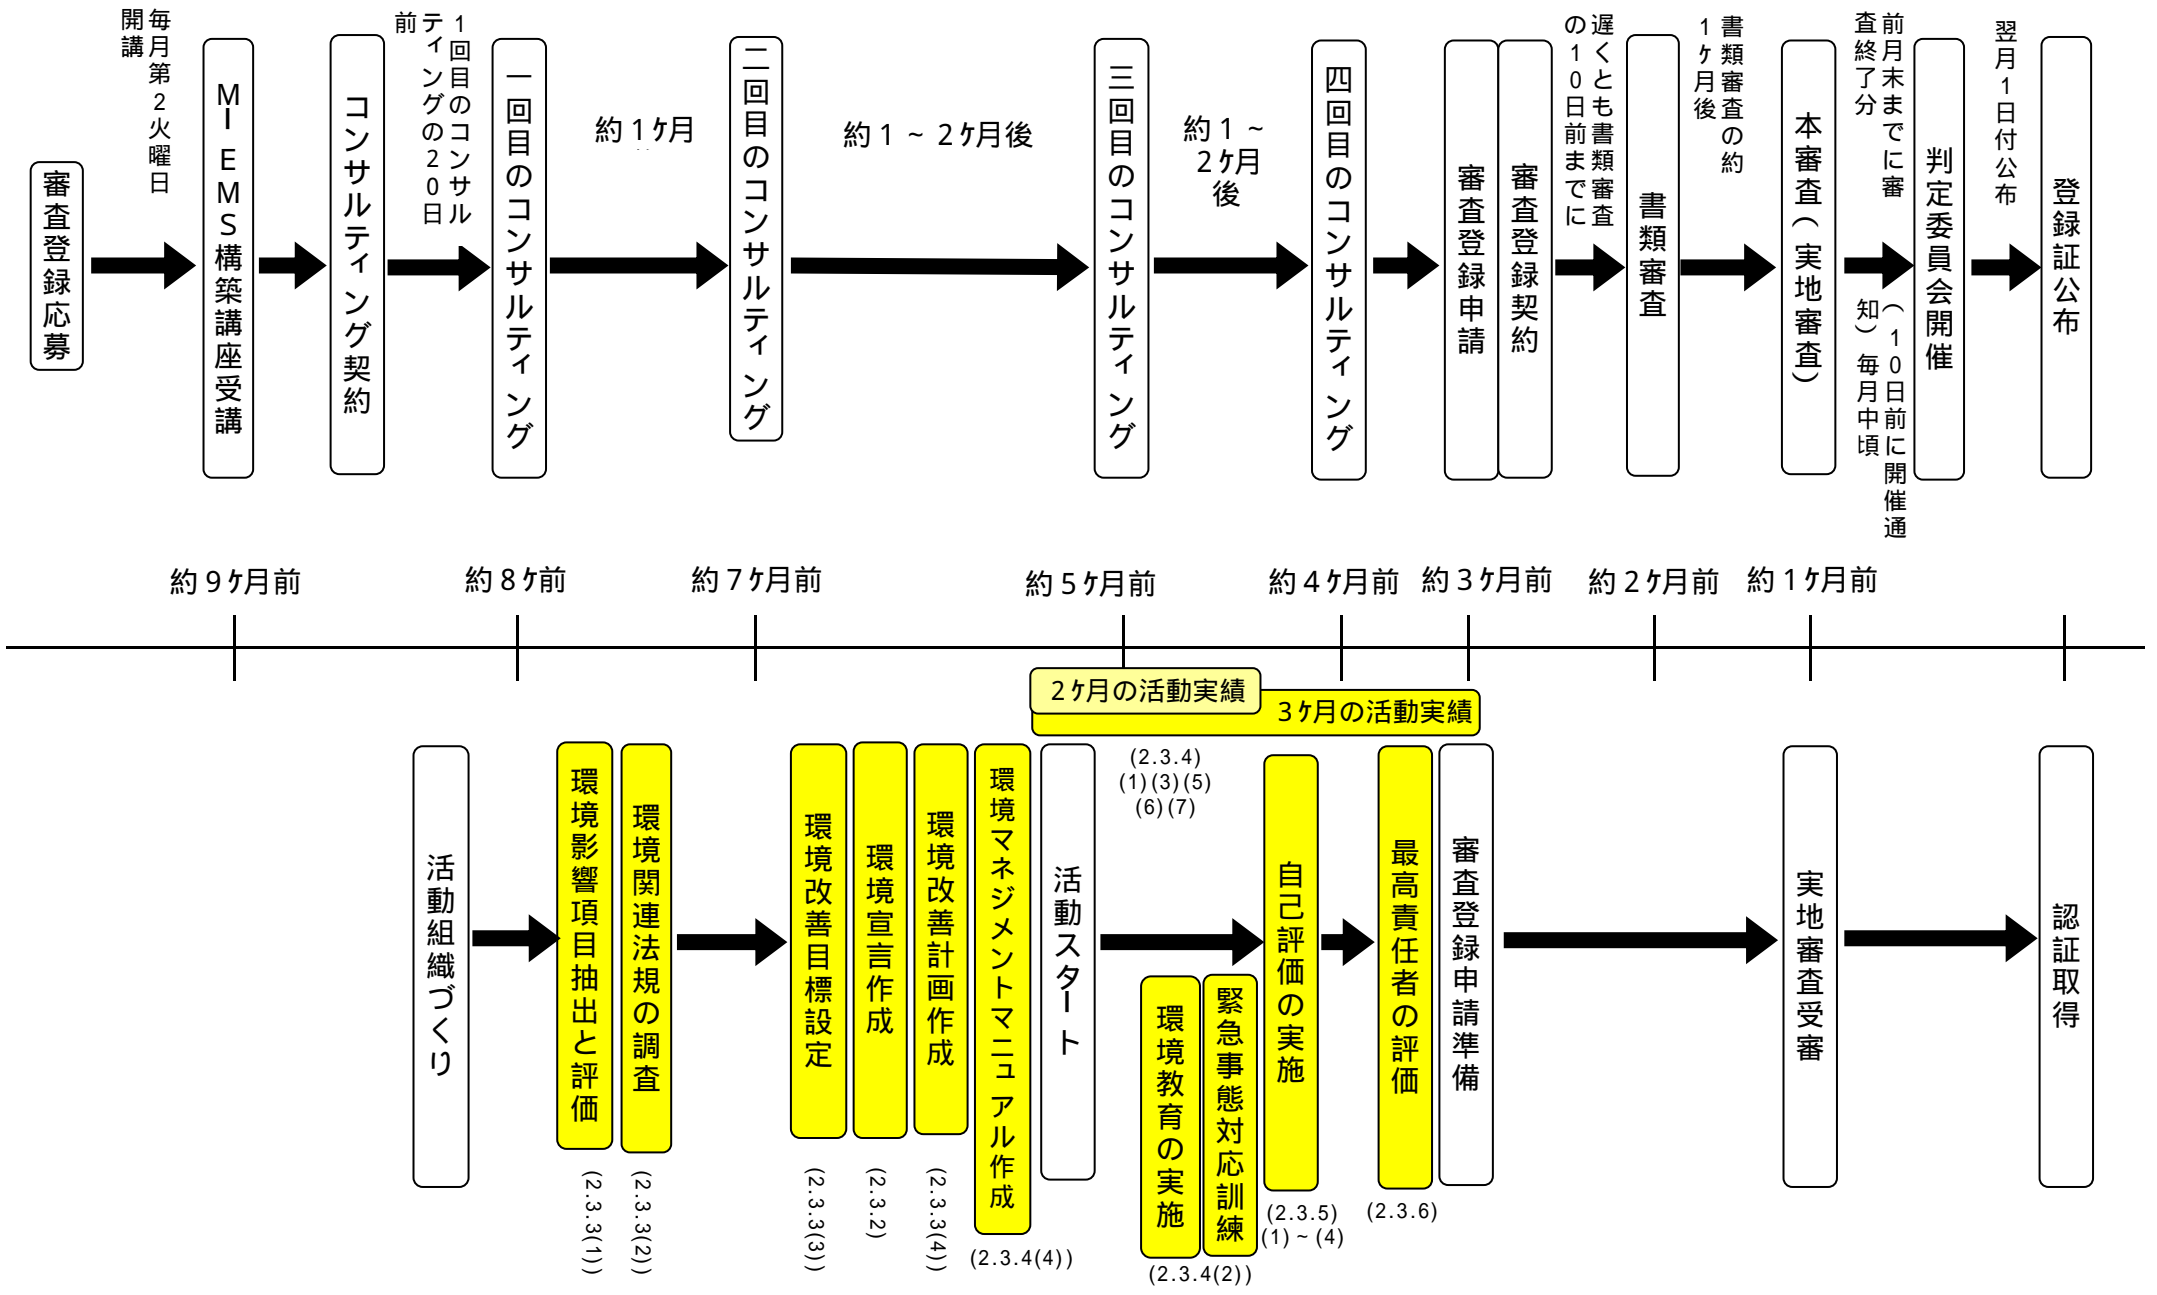 審査登録応募
毎月第2火曜日
開講
MI EMS構築講座受講
コンサルティング契約
1回目のコンサル
ティングの20日
前
一回目のコンサルティング
約1ヶ月
二回目のコンサルティング
約1~2ヶ月後
三回目のコンサルティング
約1~
2ヶ月
後
四回目のコンサルティング
審査登録申請
審査登録契約
遅くとも書類審査
の10日前までに
書類審査
書類審査の約
1ヶ月後
本審査(実地審査)
前月末までに審
査終了分
(10日前に開催通
知)毎月中頃
判定委員会開催
翌月1日付公布
登録証公布
約9ヶ月前
約8ヶ前
約7ヶ月前
約5ヶ月前
約4ヶ月前
約3ヶ月前
約2ヶ月前
約1ヶ月前
2ヶ月の活動実績
3ヶ月の活動実績
活動組織づくり
環境影響項目抽出と評価
(2.3.3(1))
環境関連法規の調査
(2.3.3(2))
環境改善目標設定
(2.3.3(3))
環境宣言作成
(2.3.2)
環境改善計画作成
(2.3.3(4))
環境マネジメントマニュアル作成
(2.3.4(4))
活動スタート
(2.3.4)
(1)(3)(5)
(6)(7)
環境教育の実施
緊急事態対応訓練
(2.3.4(2))
自己評価の実施
(2.3.5)
(1)~(4)
最高責任者の評価
(2.3.6)
審査登録申請準備
実地審査受審
認証取得